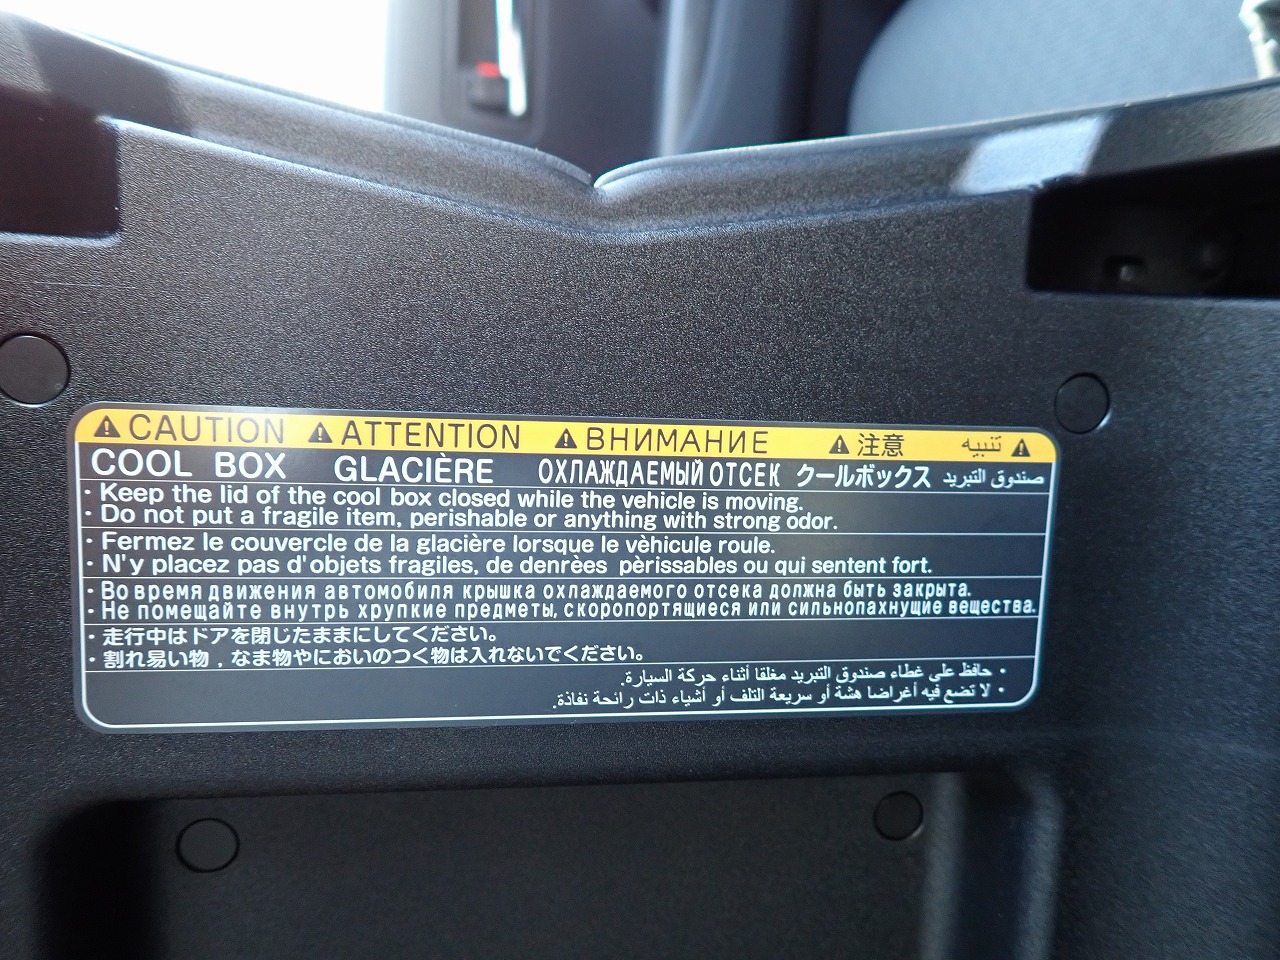 ⚠CAUTION ⚠ATTENTION ⚠ВНИМАНИЕ ⚠注意 تنبيه⚠
COOL BOX GLACIÈRE ОХЛАЖДАЕМЫЙ ОТСЕК クールボックス صندوق التبريد
・Keep the lid of the cool box closed while the vehicle is moving.
・Do not put a fragile item, perishable or anything with strong odor.
・Fermez le couvercle de la glacière lorsque le vèhicule roule.
・N'y placez pas d'objets fragiles, de denrèes pèrissables ou qui sentent fort.
・Во время движения автомобиля крышка охлаждаемого отсека должна быть закрыта.
・Не помещайте внутрь хрупкие предметы, скоропортящиеся или сильнопахнущие вещества.
・走行中はドアを閉じたままにしてください。
・割れ易い物，なま物やにおいのつく物は入れないでください。
・حافظ على غطاء صندوق التبريد مغلقا أثناء حركة السيارة.
・لا تضع فيه أغراضا هشة أو سريعة التلف أو أشياء ذات رائحة نفاذة.